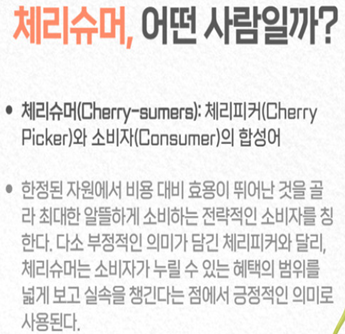 체리슈머, 어떤 사람일까?
• 체리슈머(Cherry-sumers): 체리피커(Cherry
Picker)와 소비자(Consumer)의 합성어
• 한정된 자원에서 비용 대비 효용이 뛰어난 것을 골
라 최대한 알뜰하게 소비하는 전략적인 소비자를 칭
한다. 다소 부정적인 의미가 담긴 체리피커와 달리,
체리슈머는 소비자가 누릴 수 있는 혜택의 범위를
넓게 보고 실속을 챙긴다는 점에서 긍정적인 의미로
사용된다.